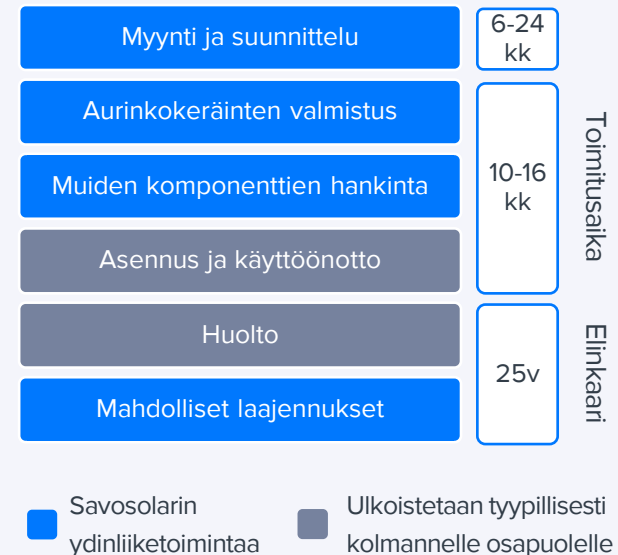 Myynti ja suunnittelu
6-24
kk
Aurinkokeräinten valmistus
Muiden komponenttien hankinta
Asennus ja käyttöönotto
10-16
kk
Toimitusaika
Huolto
Mahdolliset laajennukset
25v
Elinkaari
Savosolarin
ydinliiketoimintaa
Ulkoistetaan tyypillisesti
kolmannelle osapuolelle